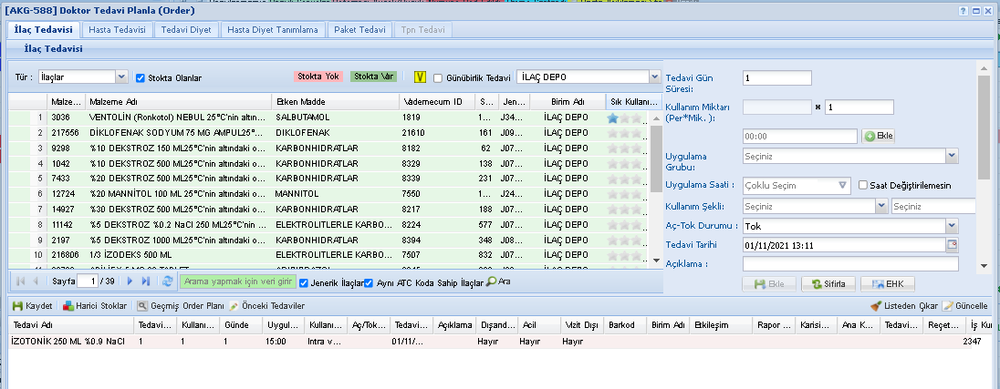 [AKG-588] Doktor Tedavi Planla (Order)
İlaç Tedavisi Hasta Tedavisi Tedavi Diyet Hasta Diyet Tanımlama Paket Tedavi Tpn Tedavi
İlaç Tedavisi
Tür : İlaçlar Stokta Olanlar Stokta Yok Stokta Var V Günübirlik Tedavi İLAÇ DEPO
Malze... Malzeme Adı Etken Madde Vademecum ID S... Jen... Birim Adı Sık Kullanı...
1 3036 VENTOLİN (Ronkotol) NEBUL 25°C'nin altın... SALBUTAMOL 1819 1... J34... İLAÇ DEPO
2 217556 DİKLOFENAK SODYUM 75 MG AMPUL25°... DIKLOFENAK 21610 161 J09... İLAÇ DEPO
3 9298 %10 DEKSTROZ 150 ML25°C'nin altındaki o... KARBONHIDRATLAR 8182 62 J07... İLAÇ DEPO
4 1042 %10 DEKSTROZ 500 ML25°C'nin altındaki o... KARBONHIDRATLAR 8329 138 J07... İLAÇ DEPO
5 7433 %20 DEKSTROZ 500 ML25°C'nin altındaki o... KARBONHIDRATLAR 8339 231 J07... İLAÇ DEPO
6 12724 %20 MANNİTOL 100 ML 25°C'nin altındaki o... MANNITOL 7550 1... J24... İLAÇ DEPO
7 14927 %30 DEKSTROZ 500 ML25°C'nin altındaki o... KARBONHIDRATLAR 8217 188 J07... İLAÇ DEPO
8 11142 %5 DEKSTROZ %0.2 NaCl 250 ML25°C'nin ... ELEKTROLITLERLE KARBO... 8224 577 J07... İLAÇ DEPO
9 2197 %5 DEKSTROZ 1000 ML25°C'nin altındaki o... KARBONHIDRATLAR 8394 348 J08... İLAÇ DEPO
10 216806 1/3 İZODEKS 500 ML ELEKTROLITLERLE KARBO... 7507 832 J07... İLAÇ DEPO
Sayfa 1 / 39 Arama yapmak için veri girir Jenerik İlaçlar Aynı ATC Koda Sahip İlaçlar Ara
Tedavi Gün Süresi: 1
Kullanım Miktarı (Per*Mik. ): × 1
00:00 Ekle
Uygulama Grubu: Seçiniz
Uygulama Saati : Çoklu Seçim Saat Değiştirilemesin
Kullanım Şekli: Seçiniz Seçiniz
Aç-Tok Durumu : Tok
Tedavi Tarihi 01/11/2021 13:11
Açıklama :
Ekle Sıfırla EHK
Kaydet Harici Stoklar Geçmiş Order Planı Önceki Tedaviler Listeden Çıkar Güncelle
Tedavi Adı Tedavi... Kullanı... Günde Uygul... Kullanı... Aç/Tok... Tedavi... Açıklama Dışarıd... Acil Vizit Dışı Barkod Birim Adı Etkileşim Rapor ... Karisi... Ana K... Tedavi... Reçet... İş Kur
İZOTONİK 250 ML %0.9 NaCl 1 1 1 15:00 Intra v... 01/11/... Hayır Hayır Hayır 2347